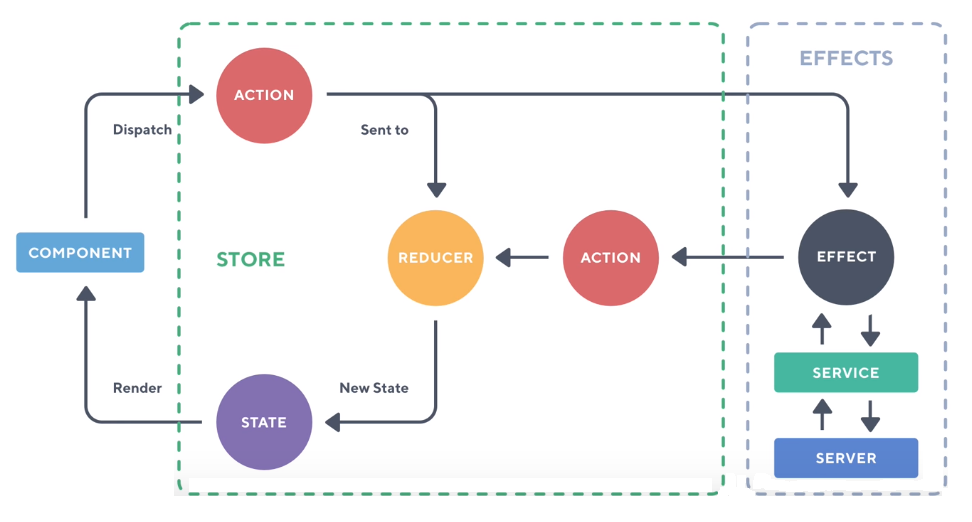 EFFECTS
ACTION
Dispatch
Sent to
COMPONENT
STORE
REDUCER
ACTION
EFFECT
SERVICE
Render
New State
STATE
SERVER